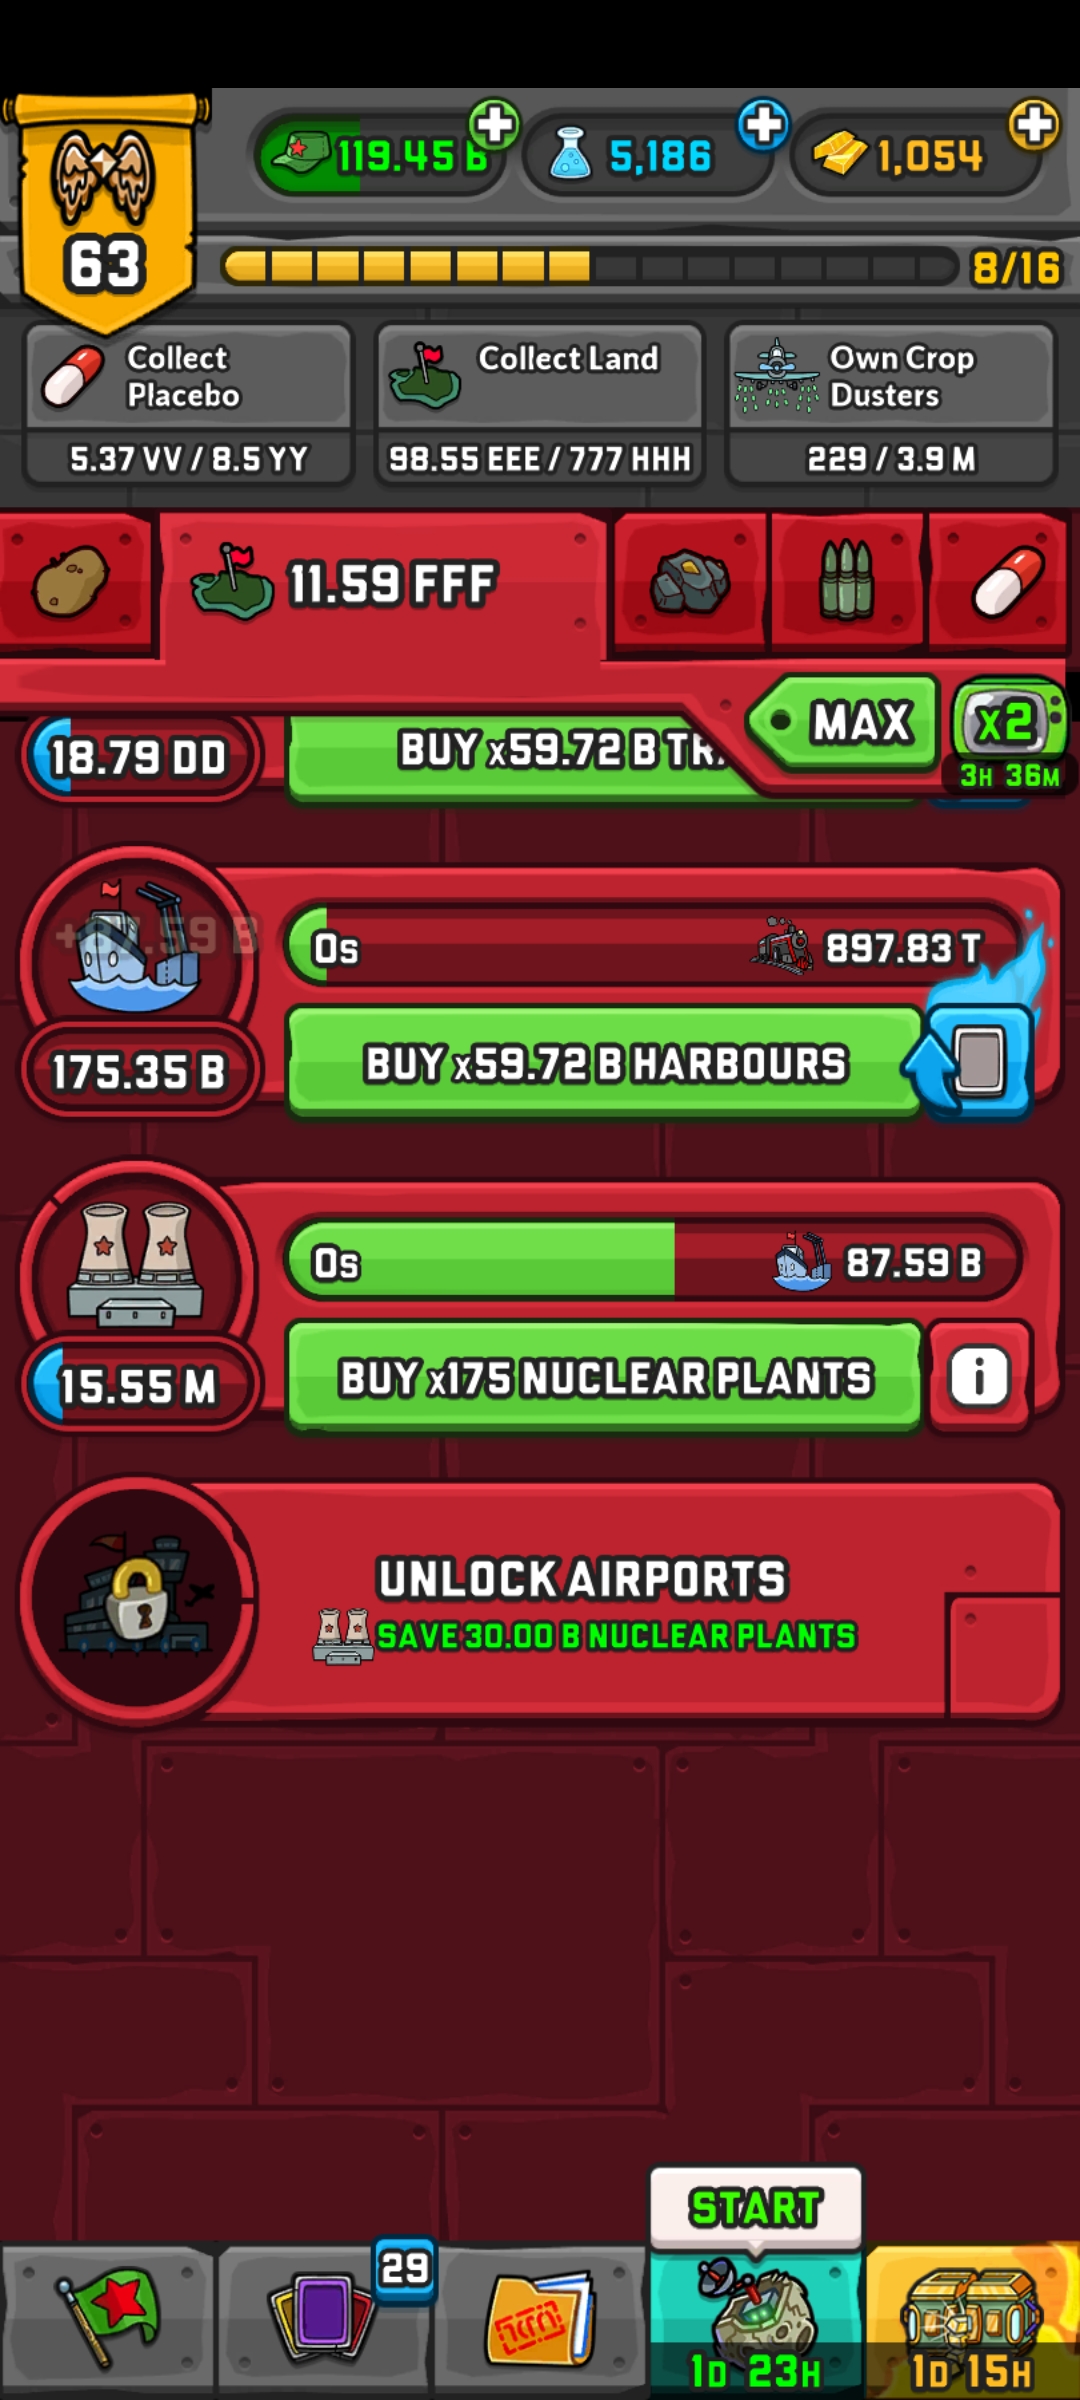 119.45 B
5,186
1,054
63
8/16
Collect
Placebo
5.37 VV / 8.5 YY
Collect Land
98.55 EEE / 777 HHH
Own Crop
Dusters
229 / 3.9 M
11.59 FFF
MAX
x2
3H 36M
18.79 DD
BUY x59.72 B
+87.59 B
0s
897.83 T
175.35 B
BUY x59.72 B HARBOURS
0s
87.59 B
15.55 M
BUY x175 NUCLEAR PLANTS
i
UNLOCK AIRPORTS
SAVE 30.00 B NUCLEAR PLANTS
START
29
1D 23H
1D 15H